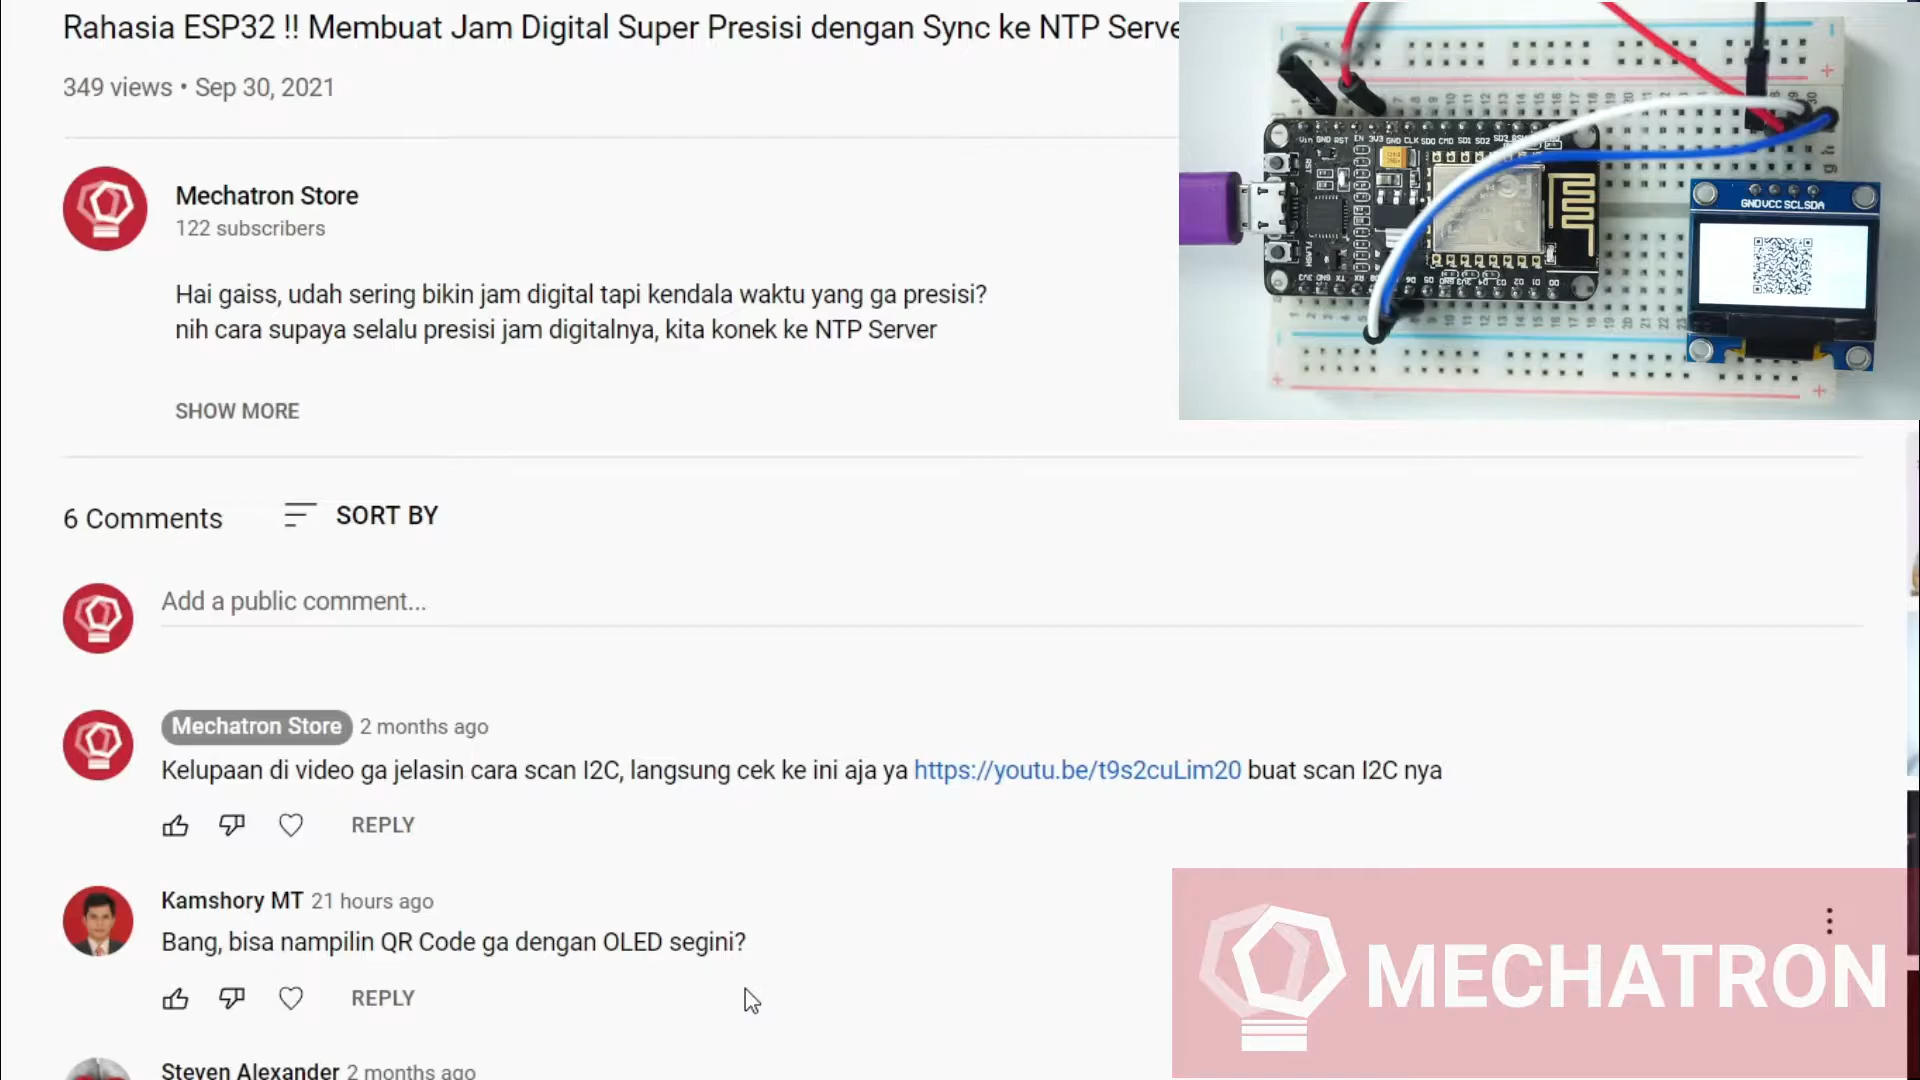 Rahasia ESP32 !! Membuat Jam Digital Super Presisi dengan Sync ke NTP Serve
349 views • Sep 30, 2021
Mechatron Store
122 subscribers
Hai gaiss, udah sering bikin jam digital tapi kendala waktu yang ga presisi?
nih cara supaya selalu presisi jam digitalnya, kita konek ke NTP Server
SHOW MORE
GND VCC SCL SDA
6 Comments
SORT BY
Add a public comment...
Mechatron Store 2 months ago
Kelupaan di video ga jelasin cara scan I2C, langsung cek ke ini aja ya https://youtu.be/t9s2cuLim20 buat scan I2C nya
REPLY
Kamshory MT 21 hours ago
Bang, bisa nampilin QR Code ga dengan OLED segini?
REPLY
MECHATRON
Steven Alexander 2 months ago